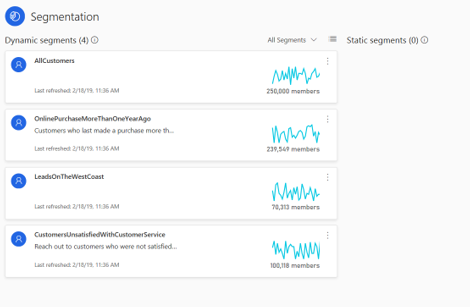 Segmentation
Dynamic segments (4)
All Segments
Static segments (0)
AllCustomers
Last refreshed: 2/18/19, 11:36 AM
250,000 members
OnlinePurchaseMoreThanOneYearAgo
Customers who last made a purchase more th...
Last refreshed: 2/18/19, 11:36 AM
239,549 members
LeadsOnTheWestCoast
Last refreshed: 2/18/19, 11:36 AM
70,313 members
CustomersUnsatisfiedWithCustomerService
Reach out to customers who were not satisfied...
Last refreshed: 2/18/19, 11:36 AM
100,118 members